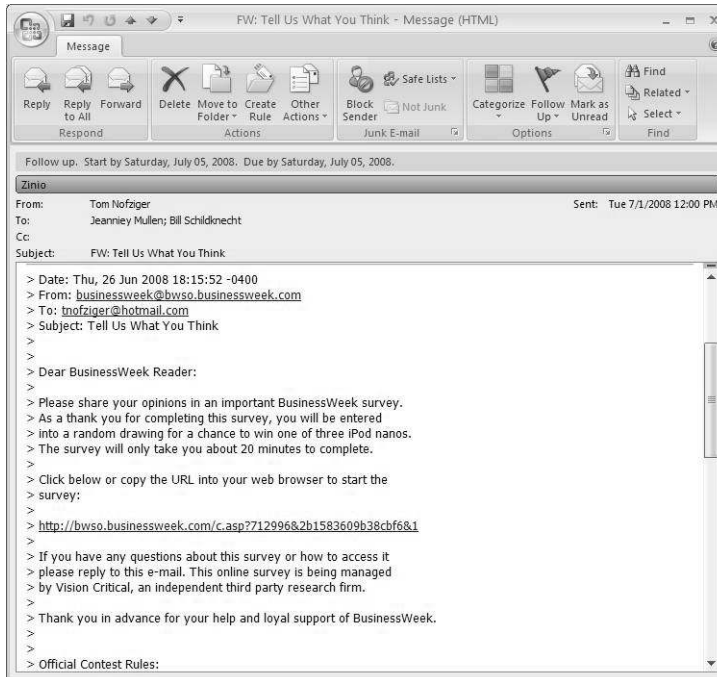 FW: Tell Us What You Think - Message (HTML)
Message
Reply Reply to All Forward
Respond
Delete Move to Folder Create Rule Other Actions
Actions
Block Sender Safe Lists Not Junk
Junk E-mail
Categorize Follow Up Mark as Unread
Options
Find
Related
Select
Find
Follow up. Start by Saturday, July 05, 2008. Due by Saturday, July 05, 2008.
Zinio
From: Tom Nofziger Sent: Tue 7/1/2008 12:00 PM
To: Jeanniey Mullen; Bill Schildknecht
Cc:
Subject: FW: Tell Us What You Think
> Date: Thu, 26 Jun 2008 18:15:52 -0400
> From: businessweek@bwso.businessweek.com
> To: tnofziger@hotmail.com
> Subject: Tell Us What You Think
>
>
> Dear BusinessWeek Reader:
>
> Please share your opinions in an important BusinessWeek survey.
> As a thank you for completing this survey, you will be entered
> into a random drawing for a chance to win one of three iPod nanos.
> The survey will only take you about 20 minutes to complete.
>
> Click below or copy the URL into your web browser to start the
> survey:
>
> http://bwso.businessweek.com/c.asp?712996&2b1583609b38cbf6&1
>
> If you have any questions about this survey or how to access it
> please reply to this e-mail. This online survey is being managed
> by Vision Critical, an independent third party research firm.
>
> Thank you in advance for your help and loyal support of BusinessWeek.
>
>
> Official Contest Rules: